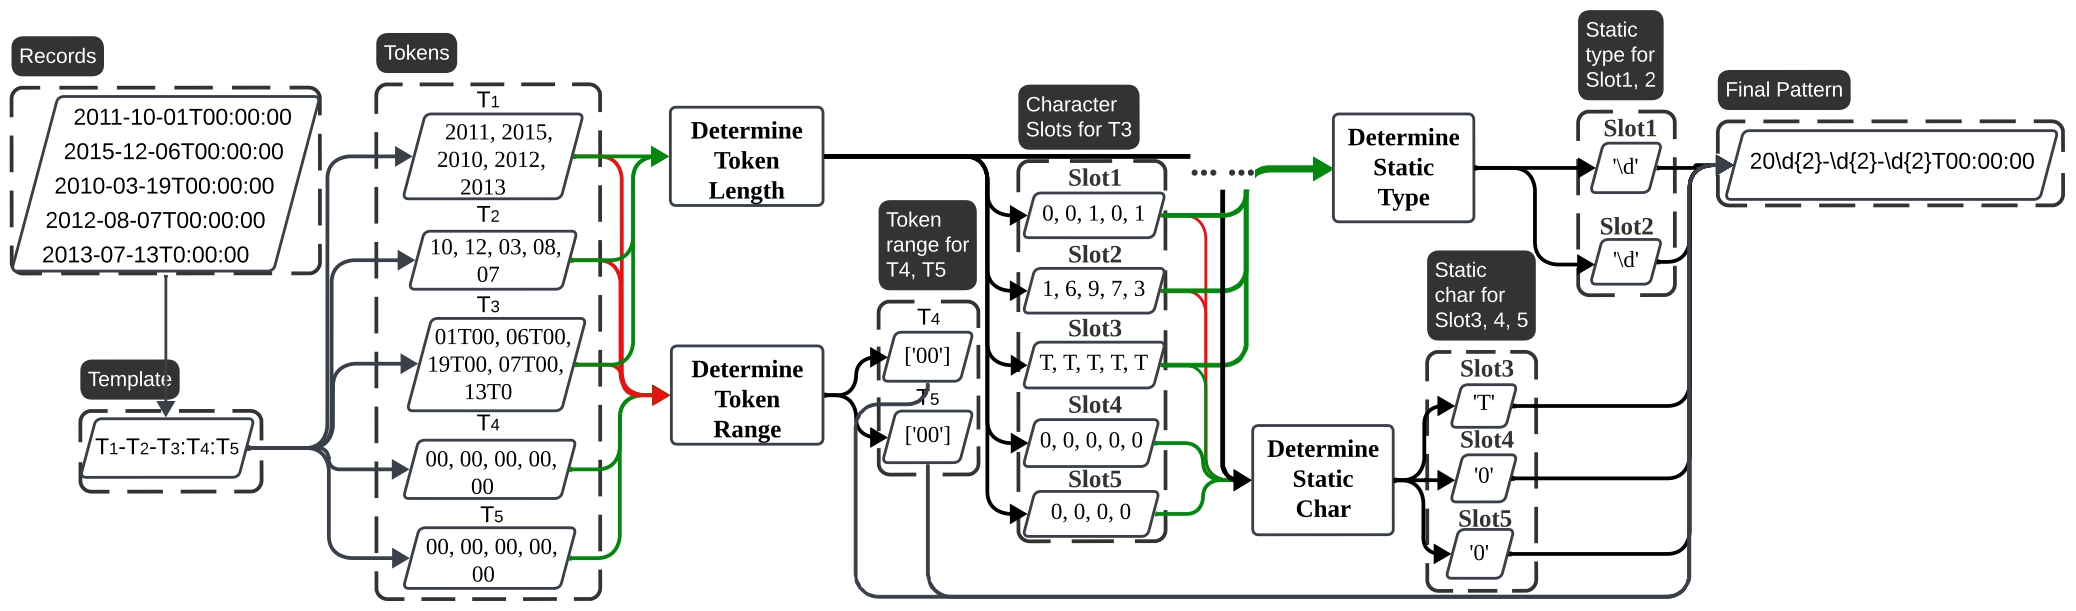 Records
2011-10-01T00:00:00
2015-12-06T00:00:00
2010-03-19T00:00:00
2012-08-07T00:00:00
2013-07-13T0:00:00
Template
T1-T2-T3:T4:T5
Tokens
T1
2011, 2015,
2010, 2012,
2013
T2
10, 12, 03, 08,
07
T3
01T00, 06T00,
19T00, 07T00,
13T0
T4
00, 00, 00, 00,
00
T5
00, 00, 00, 00,
00
Determine
Token
Length
Determine
Token
Range
Token
range for
T4, T5
T4
['00']
T5
['00']
Character
Slots for T3
Slot1
0, 0, 1, 0, 1
Slot2
1, 6, 9, 7, 3
Slot3
T, T, T, T, T
Slot4
0, 0, 0, 0, 0
Slot5
0, 0, 0, 0
... ...
Determine
Static
Type
Determine
Static
Char
Static
type for
Slot1, 2
Slot1
'\d'
Slot2
'\d'
Static
char for
Slot3, 4, 5
Slot3
'T'
Slot4
'0'
Slot5
'0'
Final Pattern
20\d{2}-\d{2}-\d{2}T00:00:00